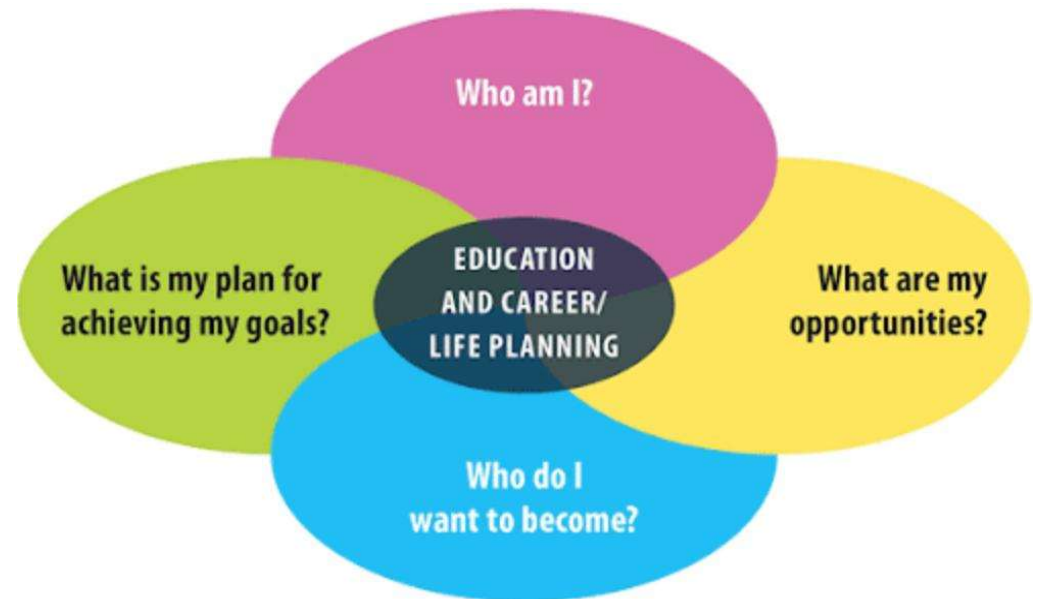 Who am I?
What is my plan for
achieving my goals?
EDUCATION
AND CAREER/
LIFE PLANNING
What are my
opportunities?
Who do I
want to become?